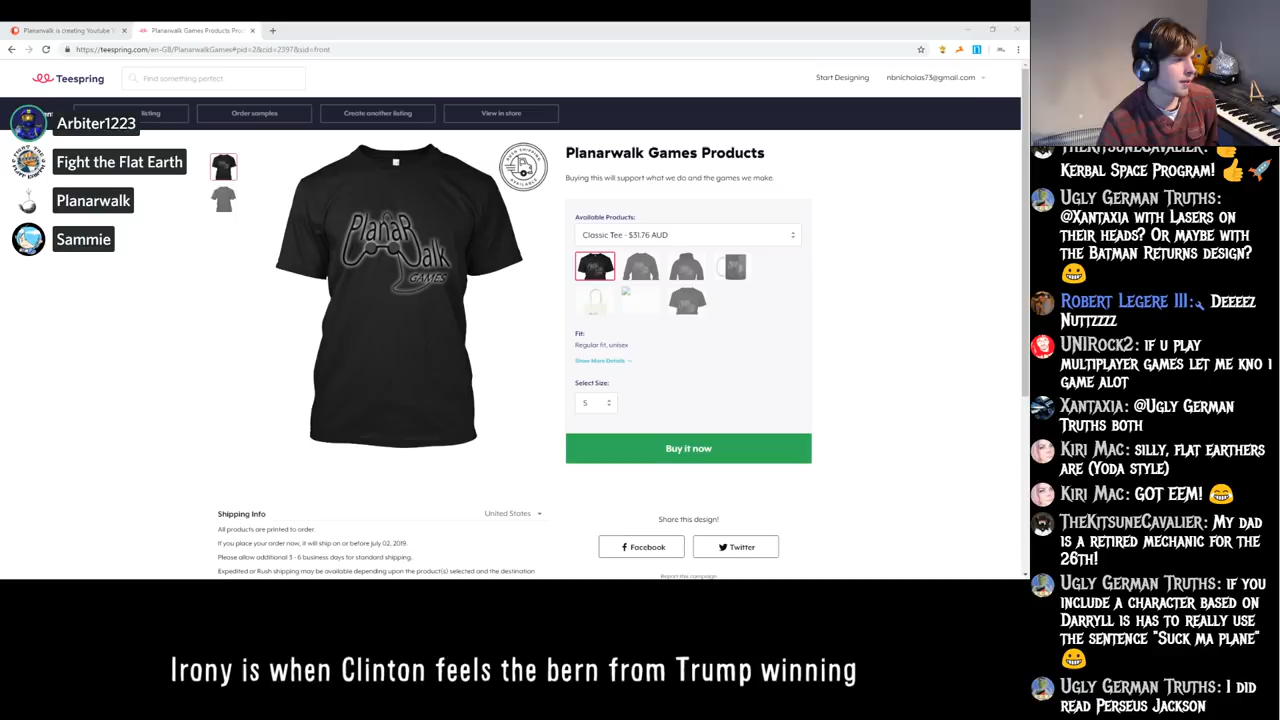 Planarwalk is creating Youtube
Planarwalk Games Products Pro
https://teespring.com/en-GB/PlanarwalkGames#pid=2&cid=2397&sid=front
Teespring
Find something perfect
Start Designing
nbnicholas73@gmail.com
listing
Order samples
Create another listing
View in store
Arbiter1223
Fight the Flat Earth
Planarwalk
Sammie
PlanaR
Walk
GAMES
Planarwalk Games Products
Buying this will support what we do and the games we make.
Available Products:
Classic Tee - $31.76 AUD
Fit:
Regular fit, unisex
Show More Details
Select Size:
S
Buy it now
Shipping Info
United States
All products are printed to order.
If you place your order now, it will ship on or before July 02, 2019.
Please allow additional 3 - 6 business days for standard shipping.
Expedited or Rush shipping may be available depending upon the product(s) selected and the destination
Share this design!
Facebook
Twitter
Report this campaign
Irony is when Clinton feels the bern from Trump winning
TheKitsuneCavalier:
Kerbal Space Program! 👍 🚀
Ugly German Truths:
@Xantaxia with Lasers on
their heads? Or maybe with
the Batman Returns design?
😀
Robert Legere III: Deeeez
Nuttzzzz
UNIRock2: if u play
multiplayer games let me kno i
game alot
Xantaxia: @Ugly German
Truths both
Kiri Mac: silly, flat earthers
are (Yoda style)
Kiri Mac: GOT EEM! 😂
TheKitsuneCavalier: My dad
is a retired mechanic for the
26th!
Ugly German Truths: if you
include a character based on
Darryll is has to really use
the sentence "Suck ma plane"
😀
Ugly German Truths: I did
read Perseus Jackson